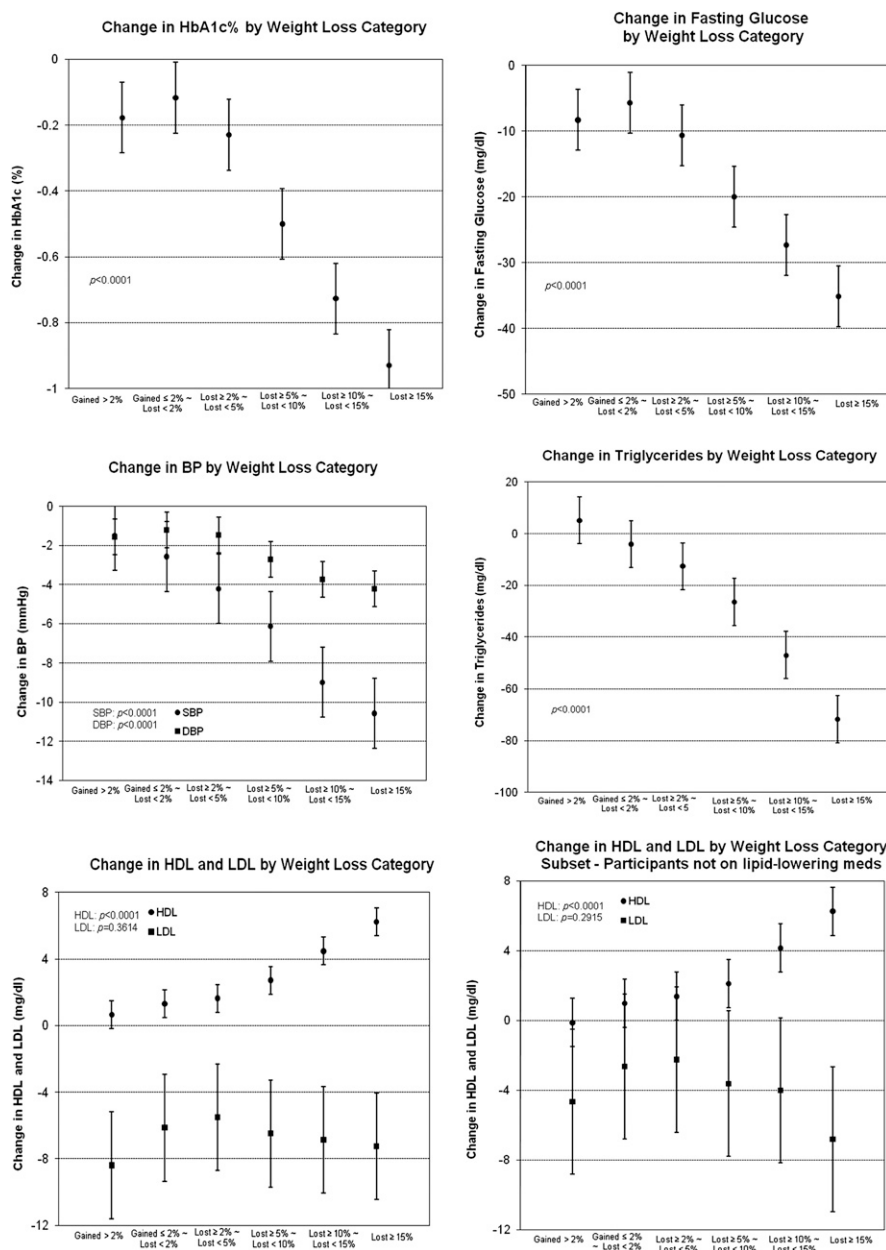 Change in HbA1c% by Weight Loss Category
0
-0.2
-0.4
-0.6
-0.8
-1
Change in HbA1c (%)
p<0.0001
Gained > 2%
Gained ≤ 2% ~
Lost < 2%
Lost ≥ 2% ~
Lost < 5%
Lost ≥ 5% ~
Lost < 10%
Lost ≥ 10% ~
Lost < 15%
Lost ≥ 15%
Change in Fasting Glucose
by Weight Loss Category
0
-10
-20
-30
-40
-50
Change in Fasting Glucose (mg/dl)
p<0.0001
Gained > 2%
Gained ≤ 2% ~
Lost < 2%
Lost ≥ 2% ~
Lost < 5%
Lost ≥ 5% ~
Lost < 10%
Lost ≥ 10% ~
Lost < 15%
Lost ≥ 15%
Change in BP by Weight Loss Category
0
-2
-4
-6
-8
-10
-12
-14
Change in BP (mmHg)
SBP: p<0.0001
DBP: p<0.0001
SBP
DBP
Gained > 2%
Gained ≤ 2% ~
Lost < 2%
Lost ≥ 2% ~
Lost < 5%
Lost ≥ 5% ~
Lost < 10%
Lost ≥ 10% ~
Lost < 15%
Lost ≥ 15%
Change in Triglycerides by Weight Loss Category
20
0
-20
-40
-60
-80
-100
Change in Triglycerides (mg/dl)
p<0.0001
Gained > 2%
Gained ≤ 2% ~
Lost < 2%
Lost ≥ 2% ~
Lost < 5
Lost ≥ 5% ~
Lost < 10%
Lost ≥ 10% ~
Lost < 15%
Lost ≥ 15%
Change in HDL and LDL by Weight Loss Category
8
4
0
-4
-8
-12
Change in HDL and LDL (mg/dl)
HDL: p<0.0001
LDL: p=0.3614
HDL
LDL
Gained > 2%
Gained ≤ 2% ~
Lost < 2%
Lost ≥ 2% ~
Lost < 5%
Lost ≥ 5% ~
Lost < 10%
Lost ≥ 10% ~
Lost < 15%
Lost ≥ 15%
Change in HDL and LDL by Weight Loss Category
Subset - Participants not on lipid-lowering meds
8
4
0
-4
-8
-12
Change in HDL and LDL (mg/dl)
HDL: p<0.0001
LDL: p=0.2915
HDL
LDL
Gained > 2%
Gained ≤ 2%
~ Lost < 2%
Lost ≥ 2% ~
Lost < 5%
Lost ≥ 5% ~
Lost < 10%
Lost ≥ 10% ~
Lost < 15%
Lost ≥ 15%